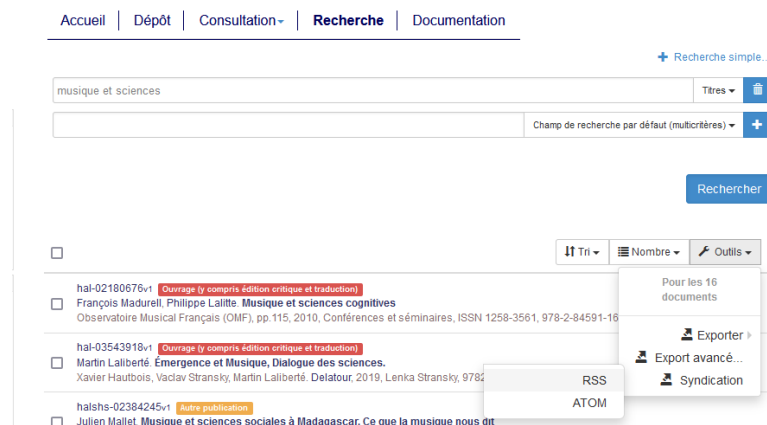 Accueil Dépôt Consultation Recherche Documentation
Recherche simple...
musique et sciences Titres
Champ de recherche par défaut (multicritères)
Rechercher
Tri Nombre Outils
Pour les 16
documents
Exporter
Export avancé...
Syndication
RSS
ATOM
hal-02180676v1 Ouvrage (y compris édition critique et traduction)
François Madurell, Philippe Lalitte. Musique et sciences cognitives
Observatoire Musical Français (OMF), pp.115, 2010, Conférences et séminaires, ISSN 1258-3561, 978-2-84591-16
hal-03543918v1 Ouvrage (y compris édition critique et traduction)
Martin Laliberté. Émergence et Musique, Dialogue des sciences.
Xavier Hautbois, Vaclav Stransky, Martin Laliberté. Delatour, 2019, Lenka Stransky, 9782
halshs-02384245v1 Autre publication
Julien Mallet. Musique et sciences sociales à Madagascar. Ce que la musique nous dit